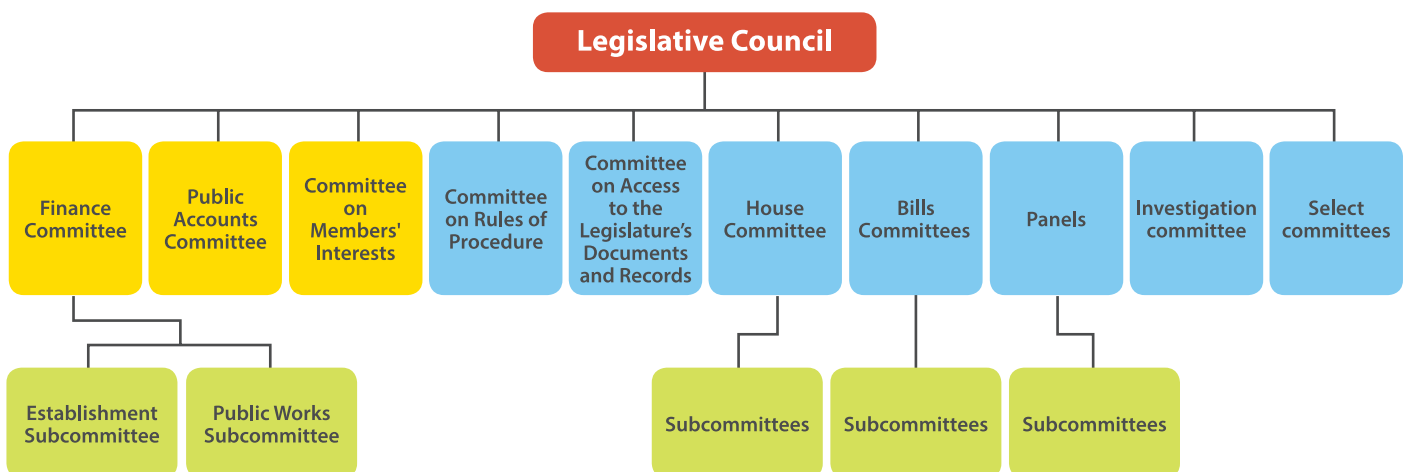 Legislative Council
Finance
Committee
Public
Accounts
Committee
Committee
on
Members'
Interests
Committee
on Rules of
Procedure
Committee
on Access
to the
Legislature’s
Documents
and Records
House
Committee
Bills
Committees
Panels
Investigation
committee
Select
committees
Establishment
Subcommittee
Public Works
Subcommittee
Subcommittees
Subcommittees
Subcommittees